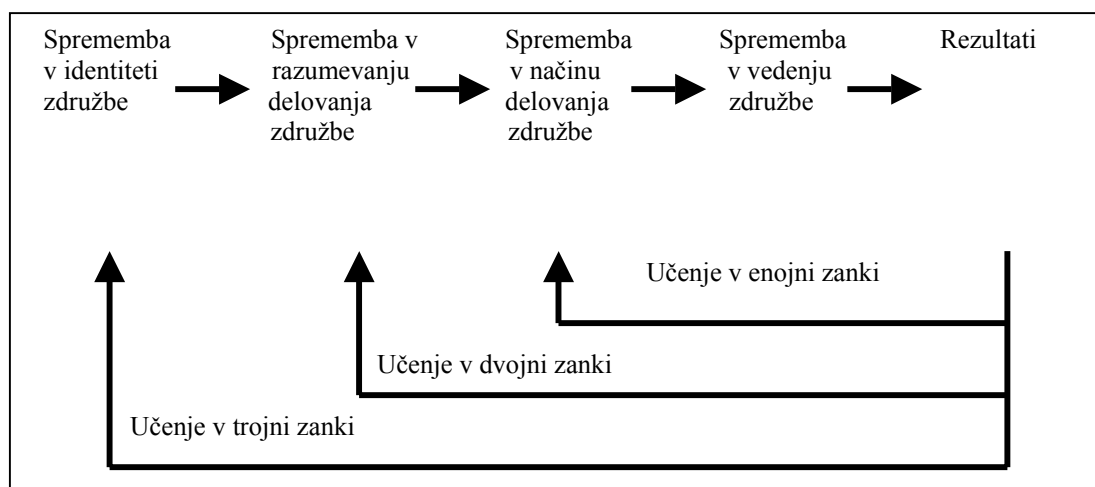 Sprememba
v identiteti
združbe
Sprememba v
razumevanju
delovanja
združbe
Sprememba
v načinu
delovanja
združbe
Sprememba
v vedenju
združbe
Rezultati
Učenje v enojni zanki
Učenje v dvojni zanki
Učenje v trojni zanki